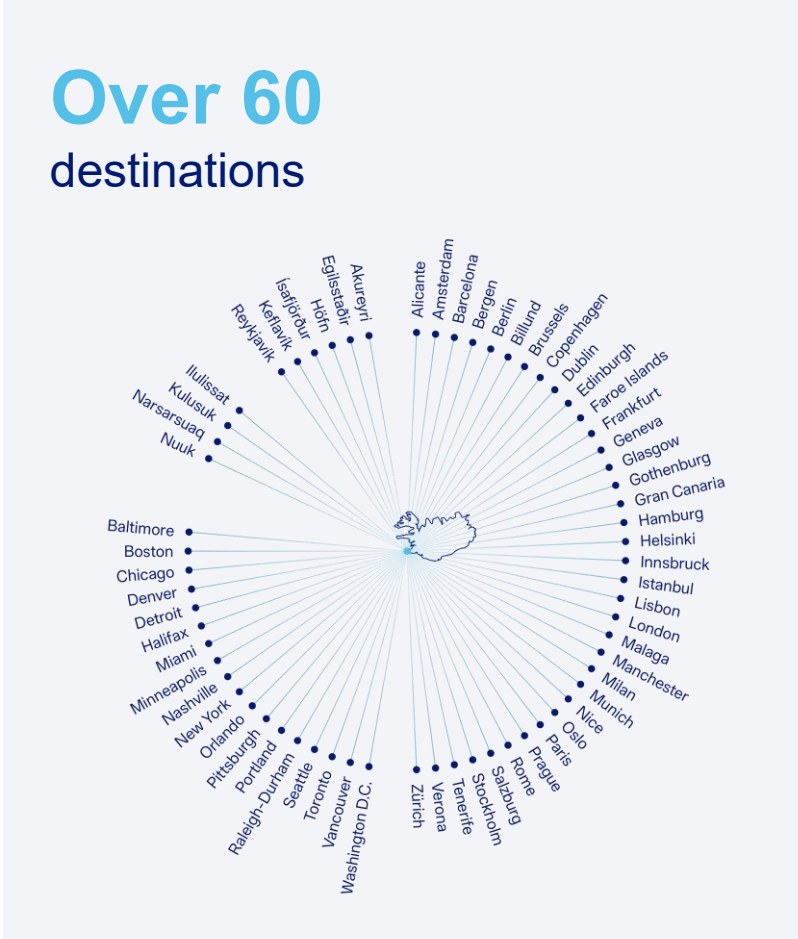 Over 60
destinations
Alicante
Amsterdam
Barcelona
Bergen
Berlin
Billund
Brussels
Copenhagen
Dublin
Edinburgh
Faroe Islands
Frankfurt
Geneva
Glasgow
Gothenburg
Gran Canaria
Hamburg
Helsinki
Innsbruck
Istanbul
Lisbon
London
Malaga
Manchester
Milan
Munich
Nice
Oslo
Paris
Prague
Rome
Salzburg
Stockholm
Tenerife
Verona
Zürich
Washington D.C.
Vancouver
Toronto
Seattle
Raleigh-Durham
Portland
Pittsburgh
Orlando
New York
Nashville
Minneapolis
Miami
Halifax
Detroit
Denver
Chicago
Boston
Baltimore
Nuuk
Narsarsuaq
Kulusuk
Ilulissat
Reykjavík
Keflavík
Ísafjörður
Höfn
Egilsstaðir
Akureyri